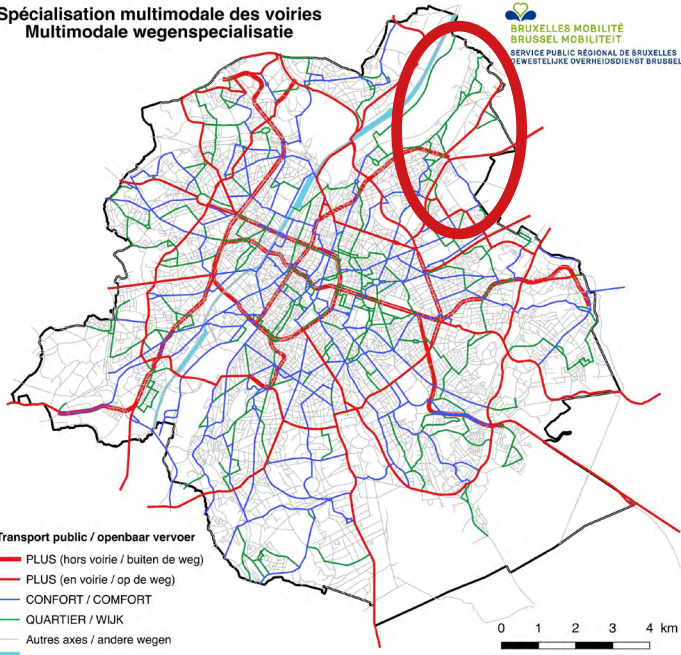 Spécialisation multimodale des voiries
Multimodale wegenspecialisatie
BRUXELLES MOBILITÉ
BRUSSEL MOBILITEIT
SERVICE PUBLIC RÉGIONAL DE BRUXELLES
GEWESTELIJKE OVERHEIDSDIENST BRUSSEL
Transport public / openbaar vervoer
PLUS (hors voirie / buiten de weg)
PLUS (en voirie / op de weg)
CONFORT / COMFORT
QUARTIER / WIJK
Autres axes / andere wegen
0 1 2 3 4 km